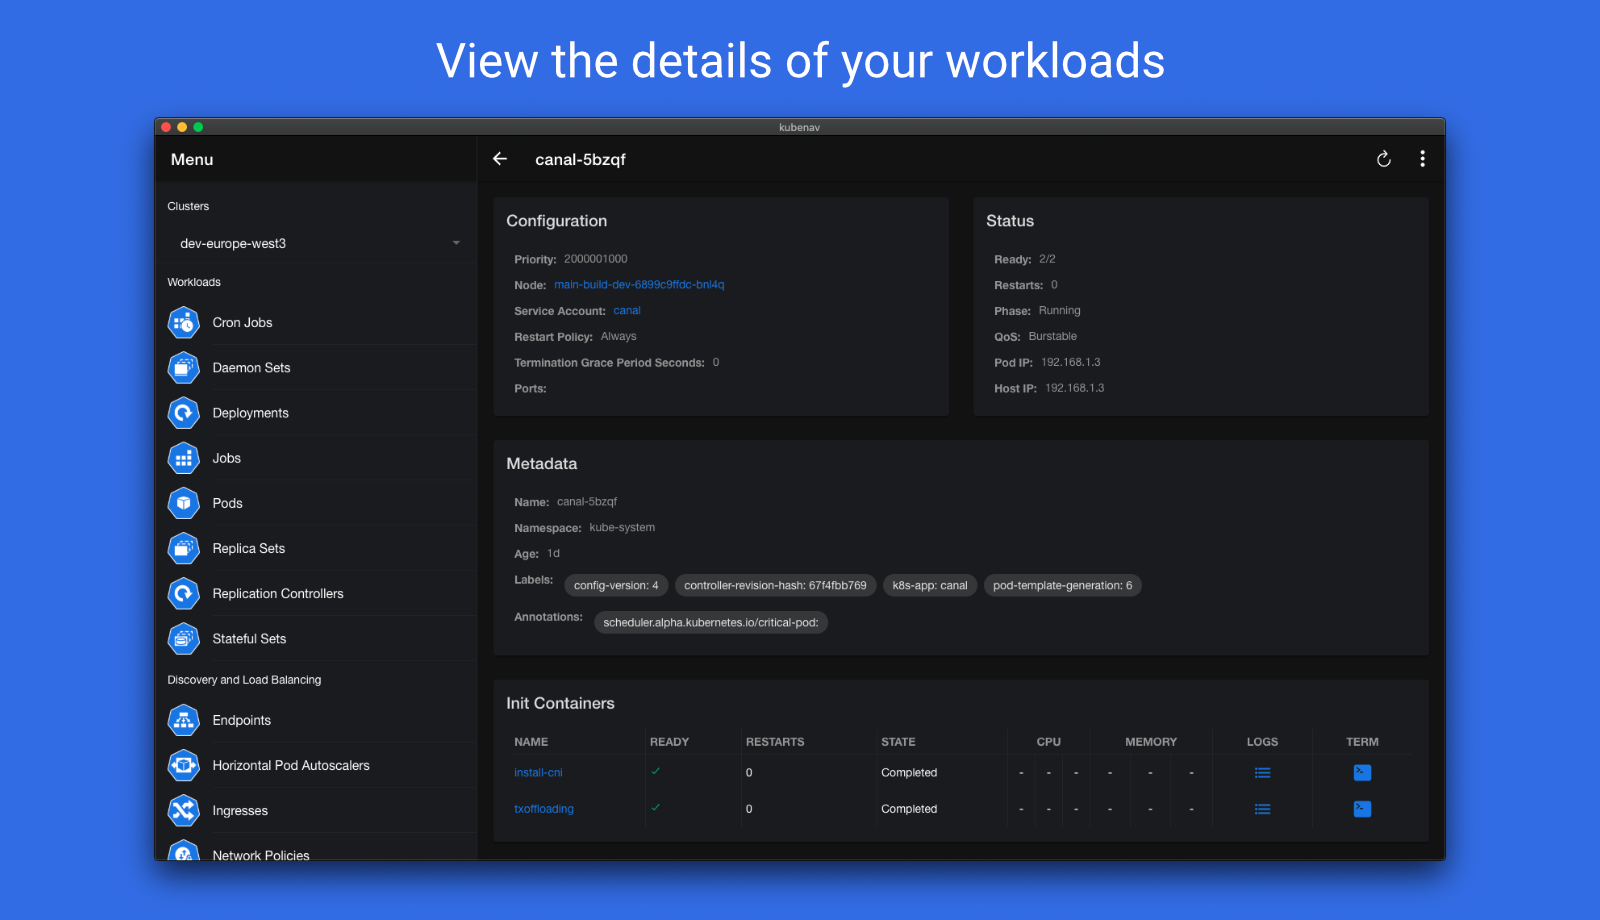 View the details of your workloads
kubenav
Menu
canal-5bzqf
Clusters
dev-europe-west3
Workloads
Cron Jobs
Daemon Sets
Deployments
Jobs
Pods
Replica Sets
Replication Controllers
Stateful Sets
Discovery and Load Balancing
Endpoints
Horizontal Pod Autoscalers
Ingresses
Network Policies
Configuration
Priority: 2000001000
Node: main-build-dev-6899c9ffdc-bnl4q
Service Account: canal
Restart Policy: Always
Termination Grace Period Seconds: 0
Ports:
Status
Ready: 2/2
Restarts: 0
Phase: Running
QoS: Burstable
Pod IP: 192.168.1.3
Host IP: 192.168.1.3
Metadata
Name: canal-5bzqf
Namespace: kube-system
Age: 1d
Labels: config-version: 4 controller-revision-hash: 67f4fbb769 k8s-app: canal pod-template-generation: 6
Annotations: scheduler.alpha.kubernetes.io/critical-pod:
Init Containers
NAME READY RESTARTS STATE CPU MEMORY LOGS TERM
install-cni 0 Completed - - - - - -
txoffloading 0 Completed - - - - - -